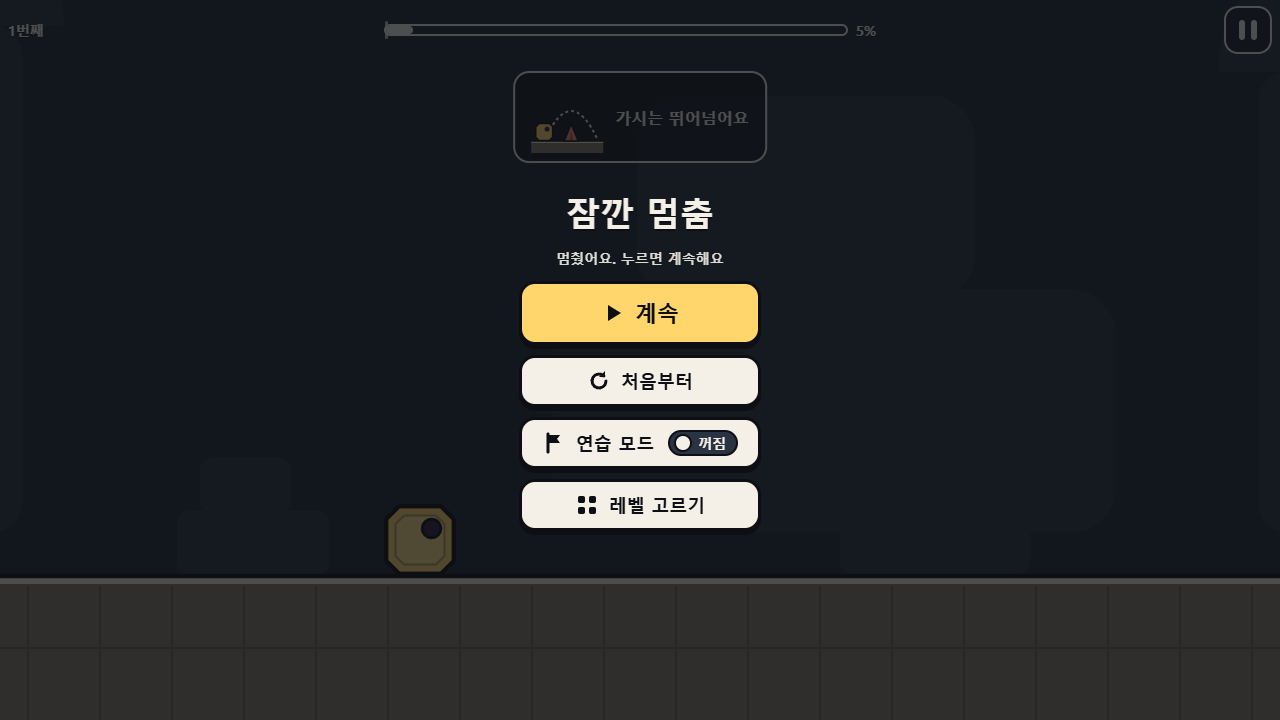 1번째
5%
가시는 뛰어넘어요
잠깐 멈춤
멈췄어요. 누르면 계속해요
계속
처음부터
연습 모드 꺼짐
레벨 고르기